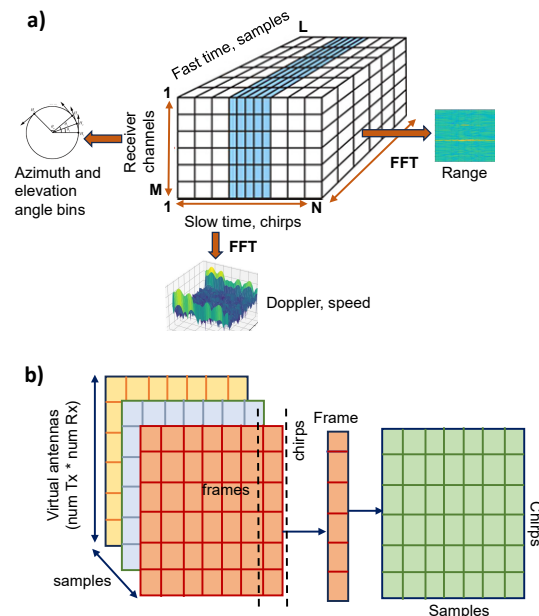 a)
L
Fast time, samples
1
Receiver
channels
Azimuth and
elevation
angle bins
M
1
N
FFT
Range
Slow time, chirps
FFT
Doppler, speed
b)
Virtual antennas
(num Tx * num Rx)
frames
chirps
Frame
samples
Chirps
Samples